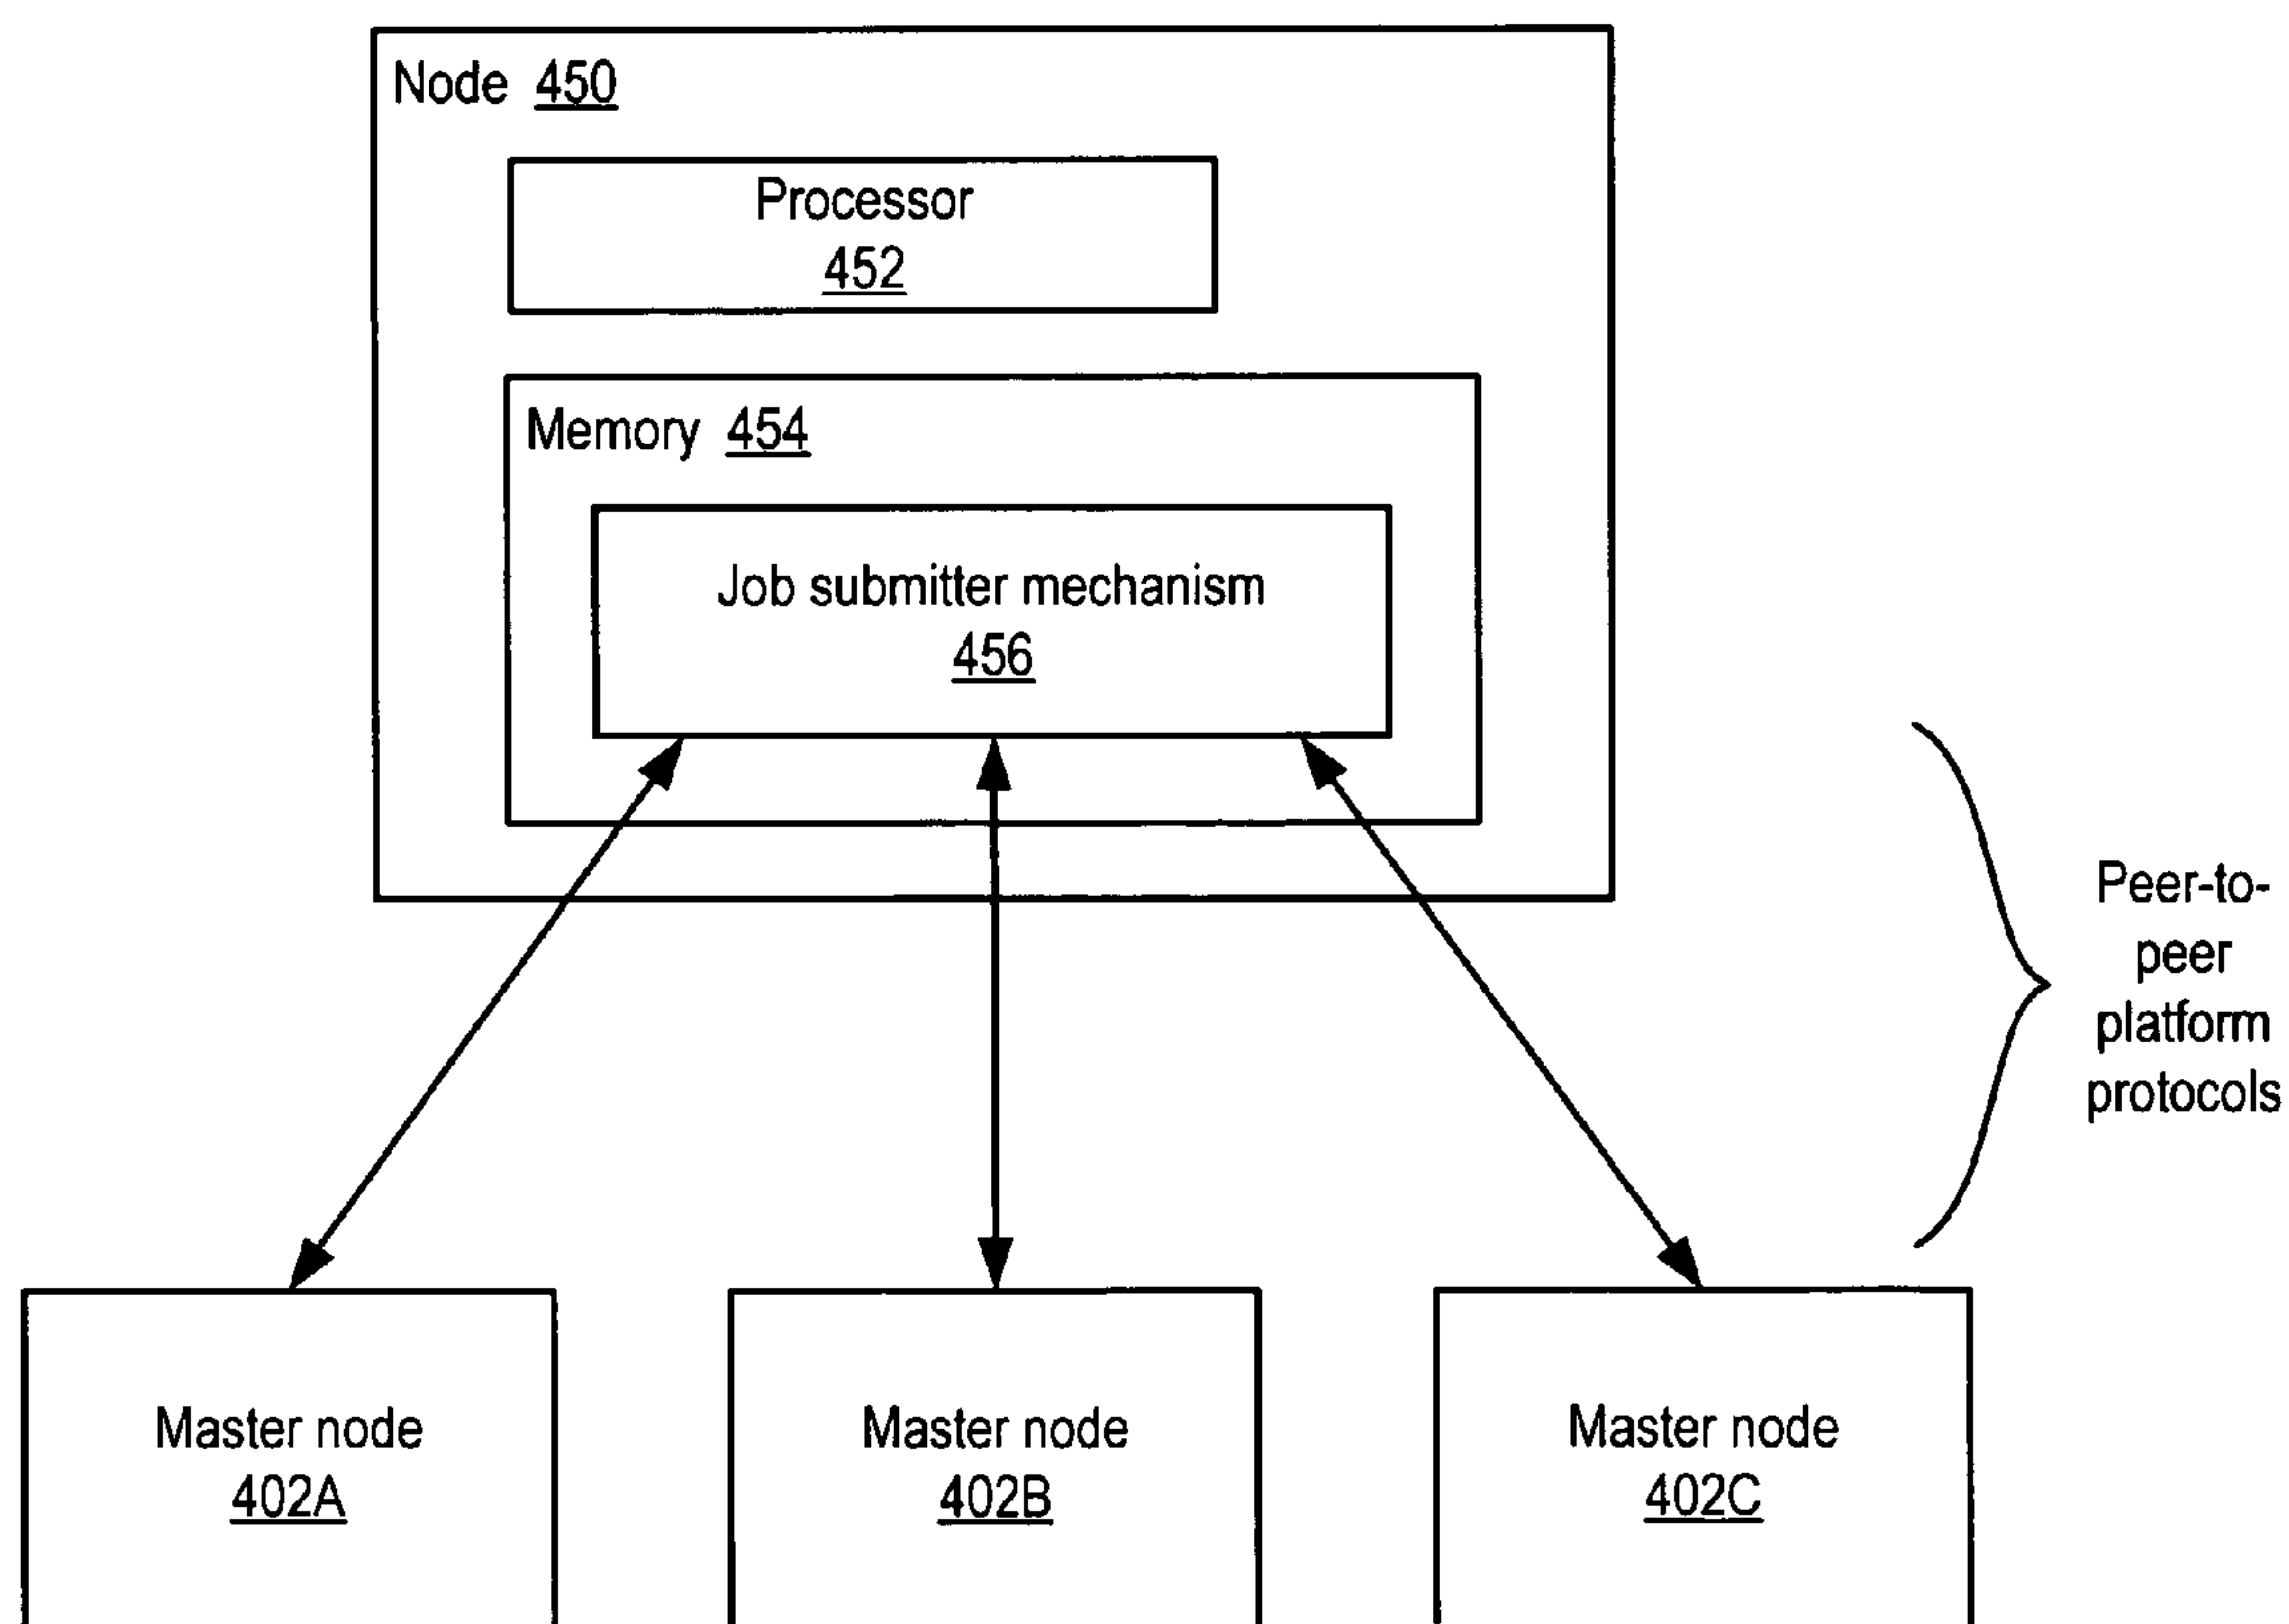 Node 450
Processor
452
Memory 454
Job submitter mechanism
456
Peer-to-
peer
platform
protocols
Master node
402A
Master node
402B
Master node
402C